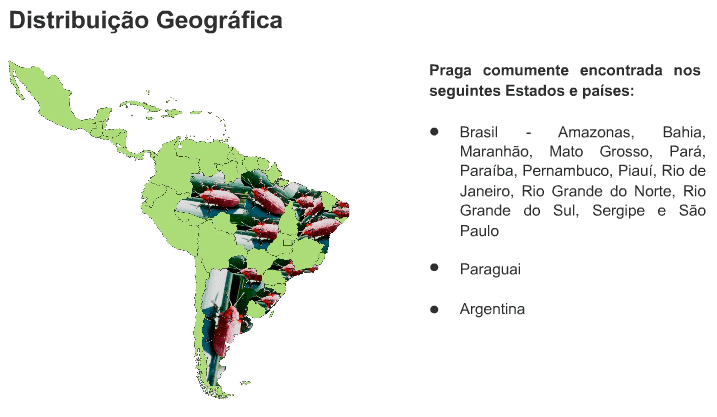 Distribuição Geográfica
Praga comumente encontrada nos
seguintes Estados e países:
● Brasil - Amazonas, Bahia,
Maranhão, Mato Grosso, Pará,
Paraíba, Pernambuco, Piauí, Rio de
Janeiro, Rio Grande do Norte, Rio
Grande do Sul, Sergipe e São
Paulo
● Paraguai
● Argentina